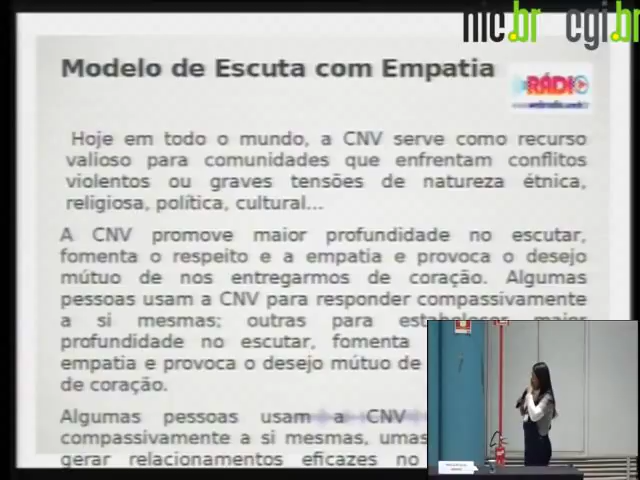 nic.br cgi.br
Modelo de Escuta com Empatia
RÁDIO
Hoje em todo o mundo, a CNV serve como recurso
valioso para comunidades que enfrentam conflitos
violentos ou graves tensões de natureza étnica,
religiosa, política, cultural...
A CNV promove maior profundidade no escutar,
fomenta o respeito e a empatia e provoca o desejo
mútuo de nos entregarmos de coração. Algumas
pessoas usam a CNV para responder compassivamente
a si mesmas; outras para estabelecer maior
profundidade no escutar, fomenta
empatia e provoca o desejo mútuo de
de coração.
Algumas pessoas usam a CNV
compassivamente a si mesmas, umas
gerar relacionamentos eficazes no